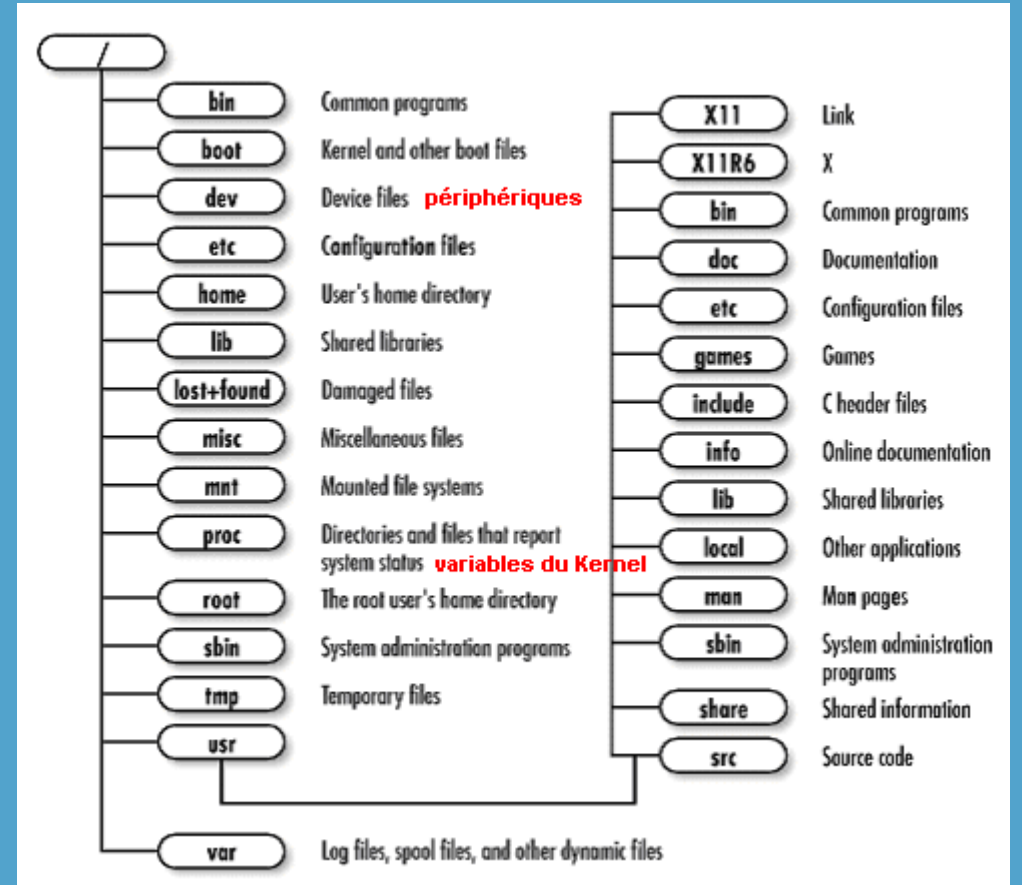 /
bin Common programs
boot Kernel and other boot files
dev Device files périphériques
etc Configuration files
home User's home directory
lib Shared libraries
lost+found Damaged files
misc Miscellaneous files
mnt Mounted file systems
proc Directories and files that report
system status variables du Kernel
root The root user's home directory
sbin System administration programs
tmp Temporary files
usr
var Log files, spool files, and other dynamic files
X11 Link
X11R6 X
bin Common programs
doc Documentation
etc Configuration files
games Games
include C header files
info Online documentation
lib Shared libraries
local Other applications
man Man pages
sbin System administration
programs
share Shared information
src Source code